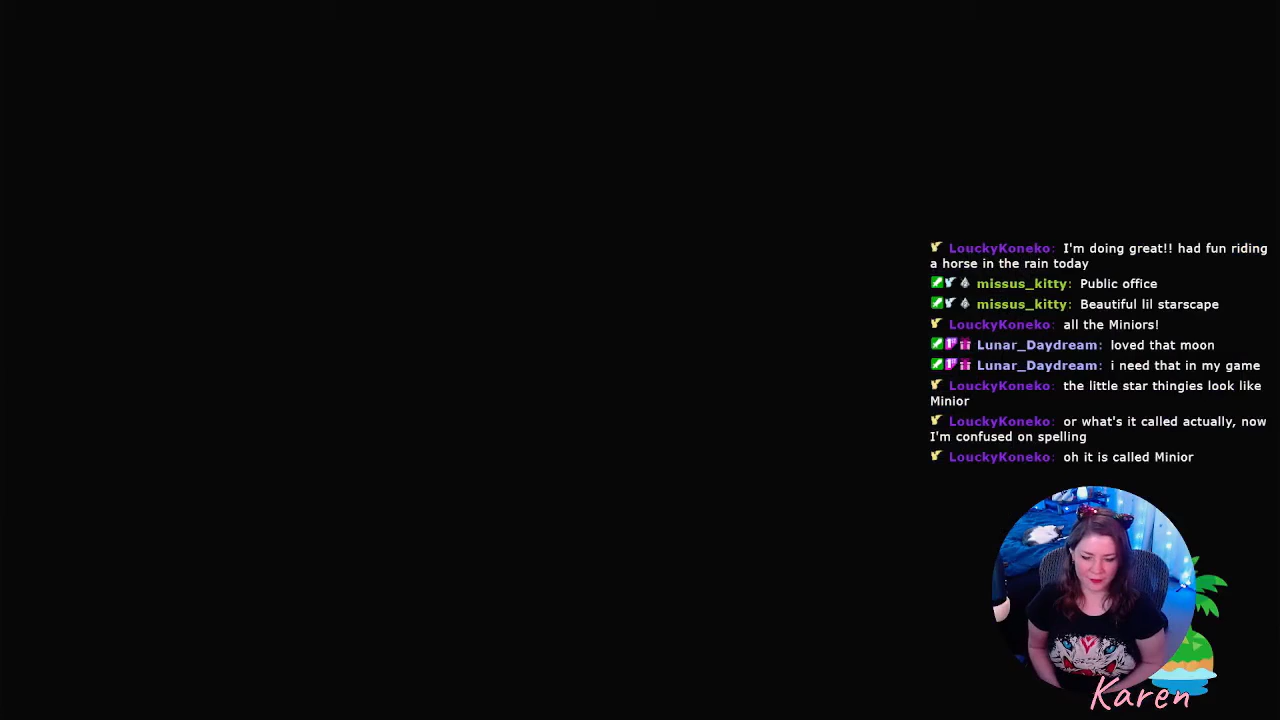 LouckyKoneko: I'm doing great!! had fun riding
a horse in the rain today
missus_kitty: Public office
missus_kitty: Beautiful lil starscape
LouckyKoneko: all the Miniors!
Lunar_Daydream: loved that moon
Lunar_Daydream: i need that in my game
LouckyKoneko: the little star thingies look like
Minior
LouckyKoneko: or what's it called actually, now
I'm confused on spelling
LouckyKoneko: oh it is called Minior
Karen